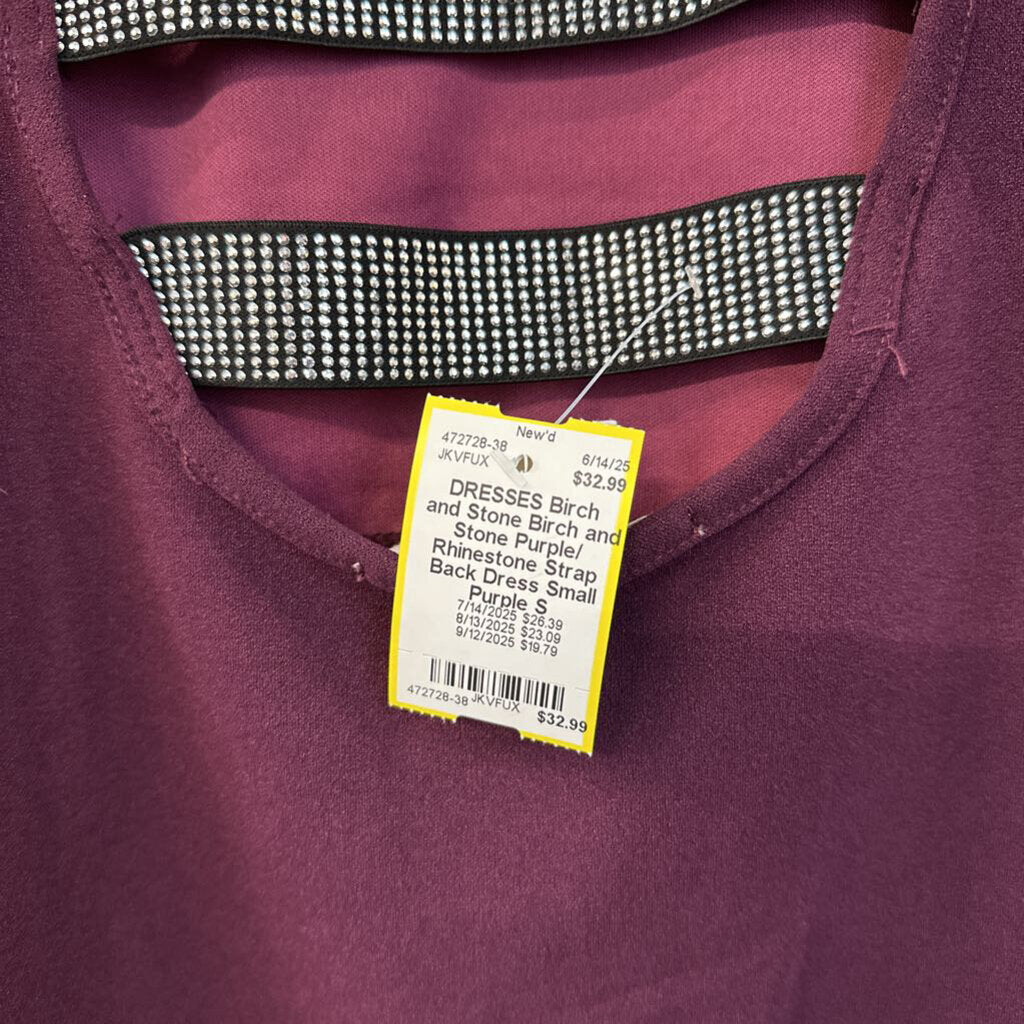 New'd
472728-38 6/14/25
JKVFUX $32.99
DRESSES Birch
and Stone Birch and
Stone Purple/
Rhinestone Strap
Back Dress Small
Purple S
7/14/2025 $26.39
8/13/2025 $23.09
9/12/2025 $19.79
472728-38 JKVFUX $32.99